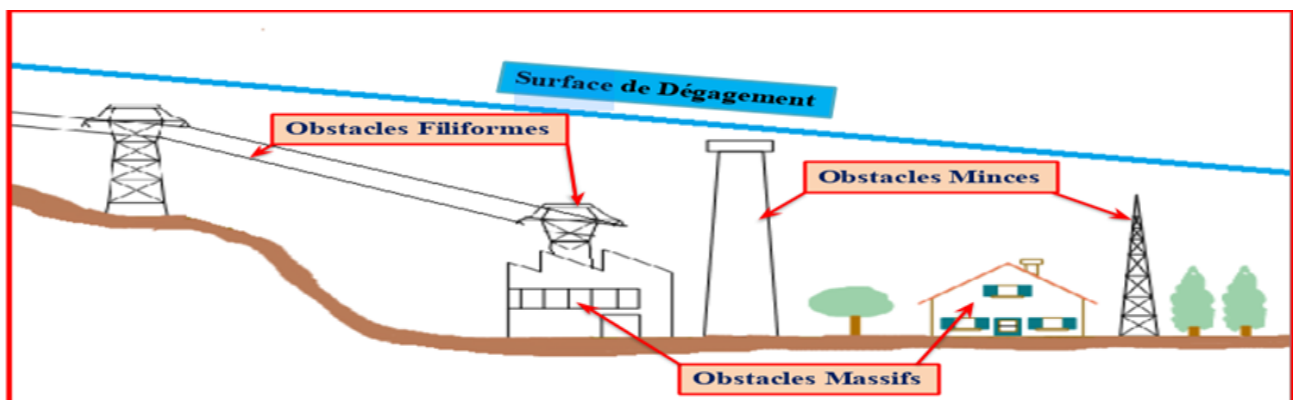 Surface de Dégagement
Obstacles Filiformes
Obstacles Minces
Obstacles Massifs